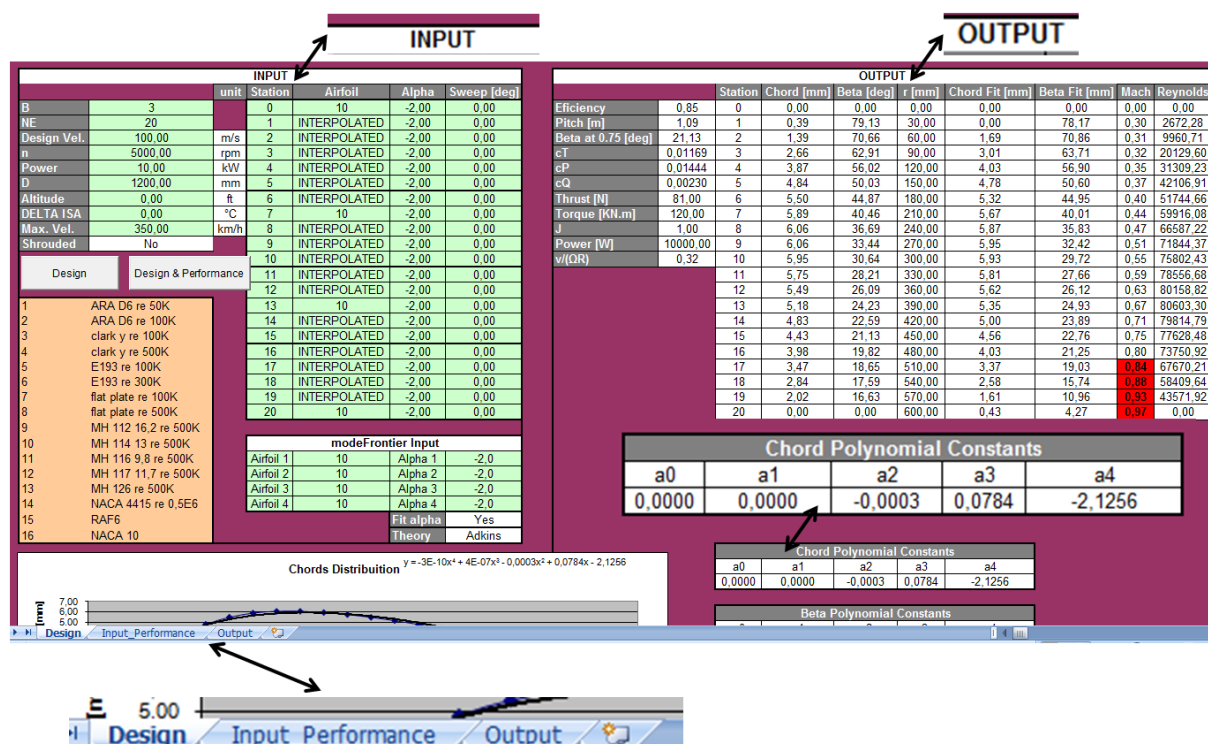 INPUT
OUTPUT
INPUT
unit Station Airfoil Alpha Sweep [deg]
B 3 0 10 -2,00 0,00
NE 20 1 INTERPOLATED -2,00 0,00
Design Vel. 100,00 m/s 2 INTERPOLATED -2,00 0,00
n 5000,00 rpm 3 INTERPOLATED -2,00 0,00
Power 10,00 kW 4 INTERPOLATED -2,00 0,00
D 1200,00 mm 5 INTERPOLATED -2,00 0,00
Altitude 0,00 ft 6 INTERPOLATED -2,00 0,00
DELTA ISA 0,00 °C 7 10 -2,00 0,00
Max. Vel. 350,00 km/h 8 INTERPOLATED -2,00 0,00
Shrouded No 9 INTERPOLATED -2,00 0,00
10 INTERPOLATED -2,00 0,00
Design Design & Performance 11 INTERPOLATED -2,00 0,00
12 INTERPOLATED -2,00 0,00
13 10 -2,00 0,00
14 INTERPOLATED -2,00 0,00
15 INTERPOLATED -2,00 0,00
16 INTERPOLATED -2,00 0,00
17 INTERPOLATED -2,00 0,00
18 INTERPOLATED -2,00 0,00
19 INTERPOLATED -2,00 0,00
20 10 -2,00 0,00
1 ARA D6 re 50K
2 ARA D6 re 100K
3 clark y re 100K
4 clark y re 500K
5 E193 re 100K
6 E193 re 300K
7 flat plate re 100K
8 flat plate re 500K
9 MH 112 16,2 re 500K
10 MH 114 13 re 500K
11 MH 116 9,8 re 500K
12 MH 117 11,7 re 500K
13 MH 126 re 500K
14 NACA 4415 re 0,5E6
15 RAF6
16 NACA 10
modeFrontier Input
Airfoil 1 10 Alpha 1 -2,0
Airfoil 2 10 Alpha 2 -2,0
Airfoil 3 10 Alpha 3 -2,0
Airfoil 4 10 Alpha 4 -2,0
Fit alpha Yes
Theory Adkins
OUTPUT
Station Chord [mm] Beta [deg] r [mm] Chord Fit [mm] Beta Fit [mm] Mach Reynolds
Eficiency 0,85 0 0,00 0,00 0,00 0,00 0,00 0,00 0,00
Pitch [m] 1,09 1 0,39 79,13 30,00 0,00 78,17 0,30 2672,28
Beta at 0.75 [deg] 21,13 2 1,39 70,66 60,00 1,69 70,86 0,31 9960,71
cT 0,01169 3 2,66 62,91 90,00 3,01 63,71 0,32 20129,60
cP 0,01444 4 3,87 56,02 120,00 4,03 56,90 0,35 31309,23
cQ 0,00230 5 4,84 50,03 150,00 4,78 50,60 0,37 42106,91
Thrust [N] 81,00 6 5,50 44,87 180,00 5,32 44,95 0,40 51744,66
Torque [KN.m] 120,00 7 5,89 40,46 210,00 5,67 40,01 0,44 59916,08
J 1,00 8 6,06 36,69 240,00 5,87 35,83 0,47 66587,22
Power [W] 10000,00 9 6,06 33,44 270,00 5,95 32,42 0,51 71844,37
v/(ΩR) 0,32 10 5,95 30,64 300,00 5,93 29,72 0,55 75802,43
11 5,75 28,21 330,00 5,81 27,66 0,59 78556,68
12 5,49 26,09 360,00 5,62 26,12 0,63 80158,82
13 5,18 24,23 390,00 5,35 24,93 0,67 80603,30
14 4,83 22,59 420,00 5,00 23,89 0,71 79814,79
15 4,43 21,13 450,00 4,56 22,76 0,75 77628,48
16 3,98 19,82 480,00 4,03 21,25 0,80 73750,92
17 3,47 18,65 510,00 3,37 19,03 0,84 67670,21
18 2,84 17,59 540,00 2,58 15,74 0,88 58409,64
19 2,02 16,63 570,00 1,61 10,96 0,93 43571,92
20 0,00 0,00 600,00 0,43 4,27 0,97 0,00
Chord Polynomial Constants
a0 a1 a2 a3 a4
0,0000 0,0000 -0,0003 0,0784 -2,1256
Chord Polynomial Constants
a0 a1 a2 a3 a4
0,0000 0,0000 -0,0003 0,0784 -2,1256
Beta Polynomial Constants
Chords Distribuition y = -3E-10x⁴ + 4E-07x³ - 0,0003x² + 0,0784x - 2,1256
[mm]
7,00
6,00
5,00
Design Input_Performance Output
5.00
Design Input Performance Output